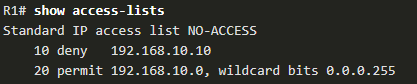 R1# show access-lists
Standard IP access list NO-ACCESS
10 deny 192.168.10.10
20 permit 192.168.10.0, wildcard bits 0.0.0.255